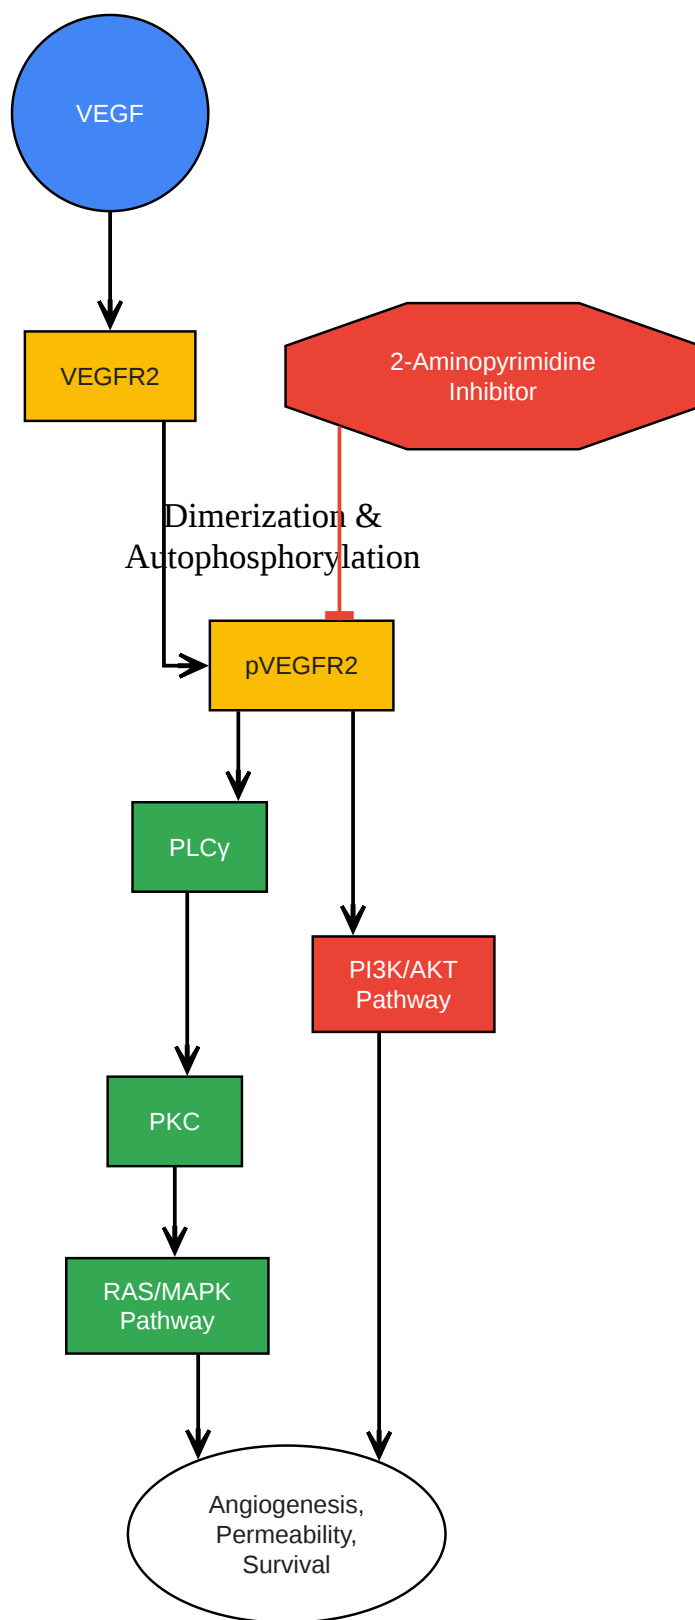 VEGF
VEGFR2
2-Aminopyrimidine
Inhibitor
Dimerization &
Autophosphorylation
pVEGFR2
PLCγ
PI3K/AKT
Pathway
PKC
RAS/MAPK
Pathway
Angiogenesis,
Permeability,
Survival